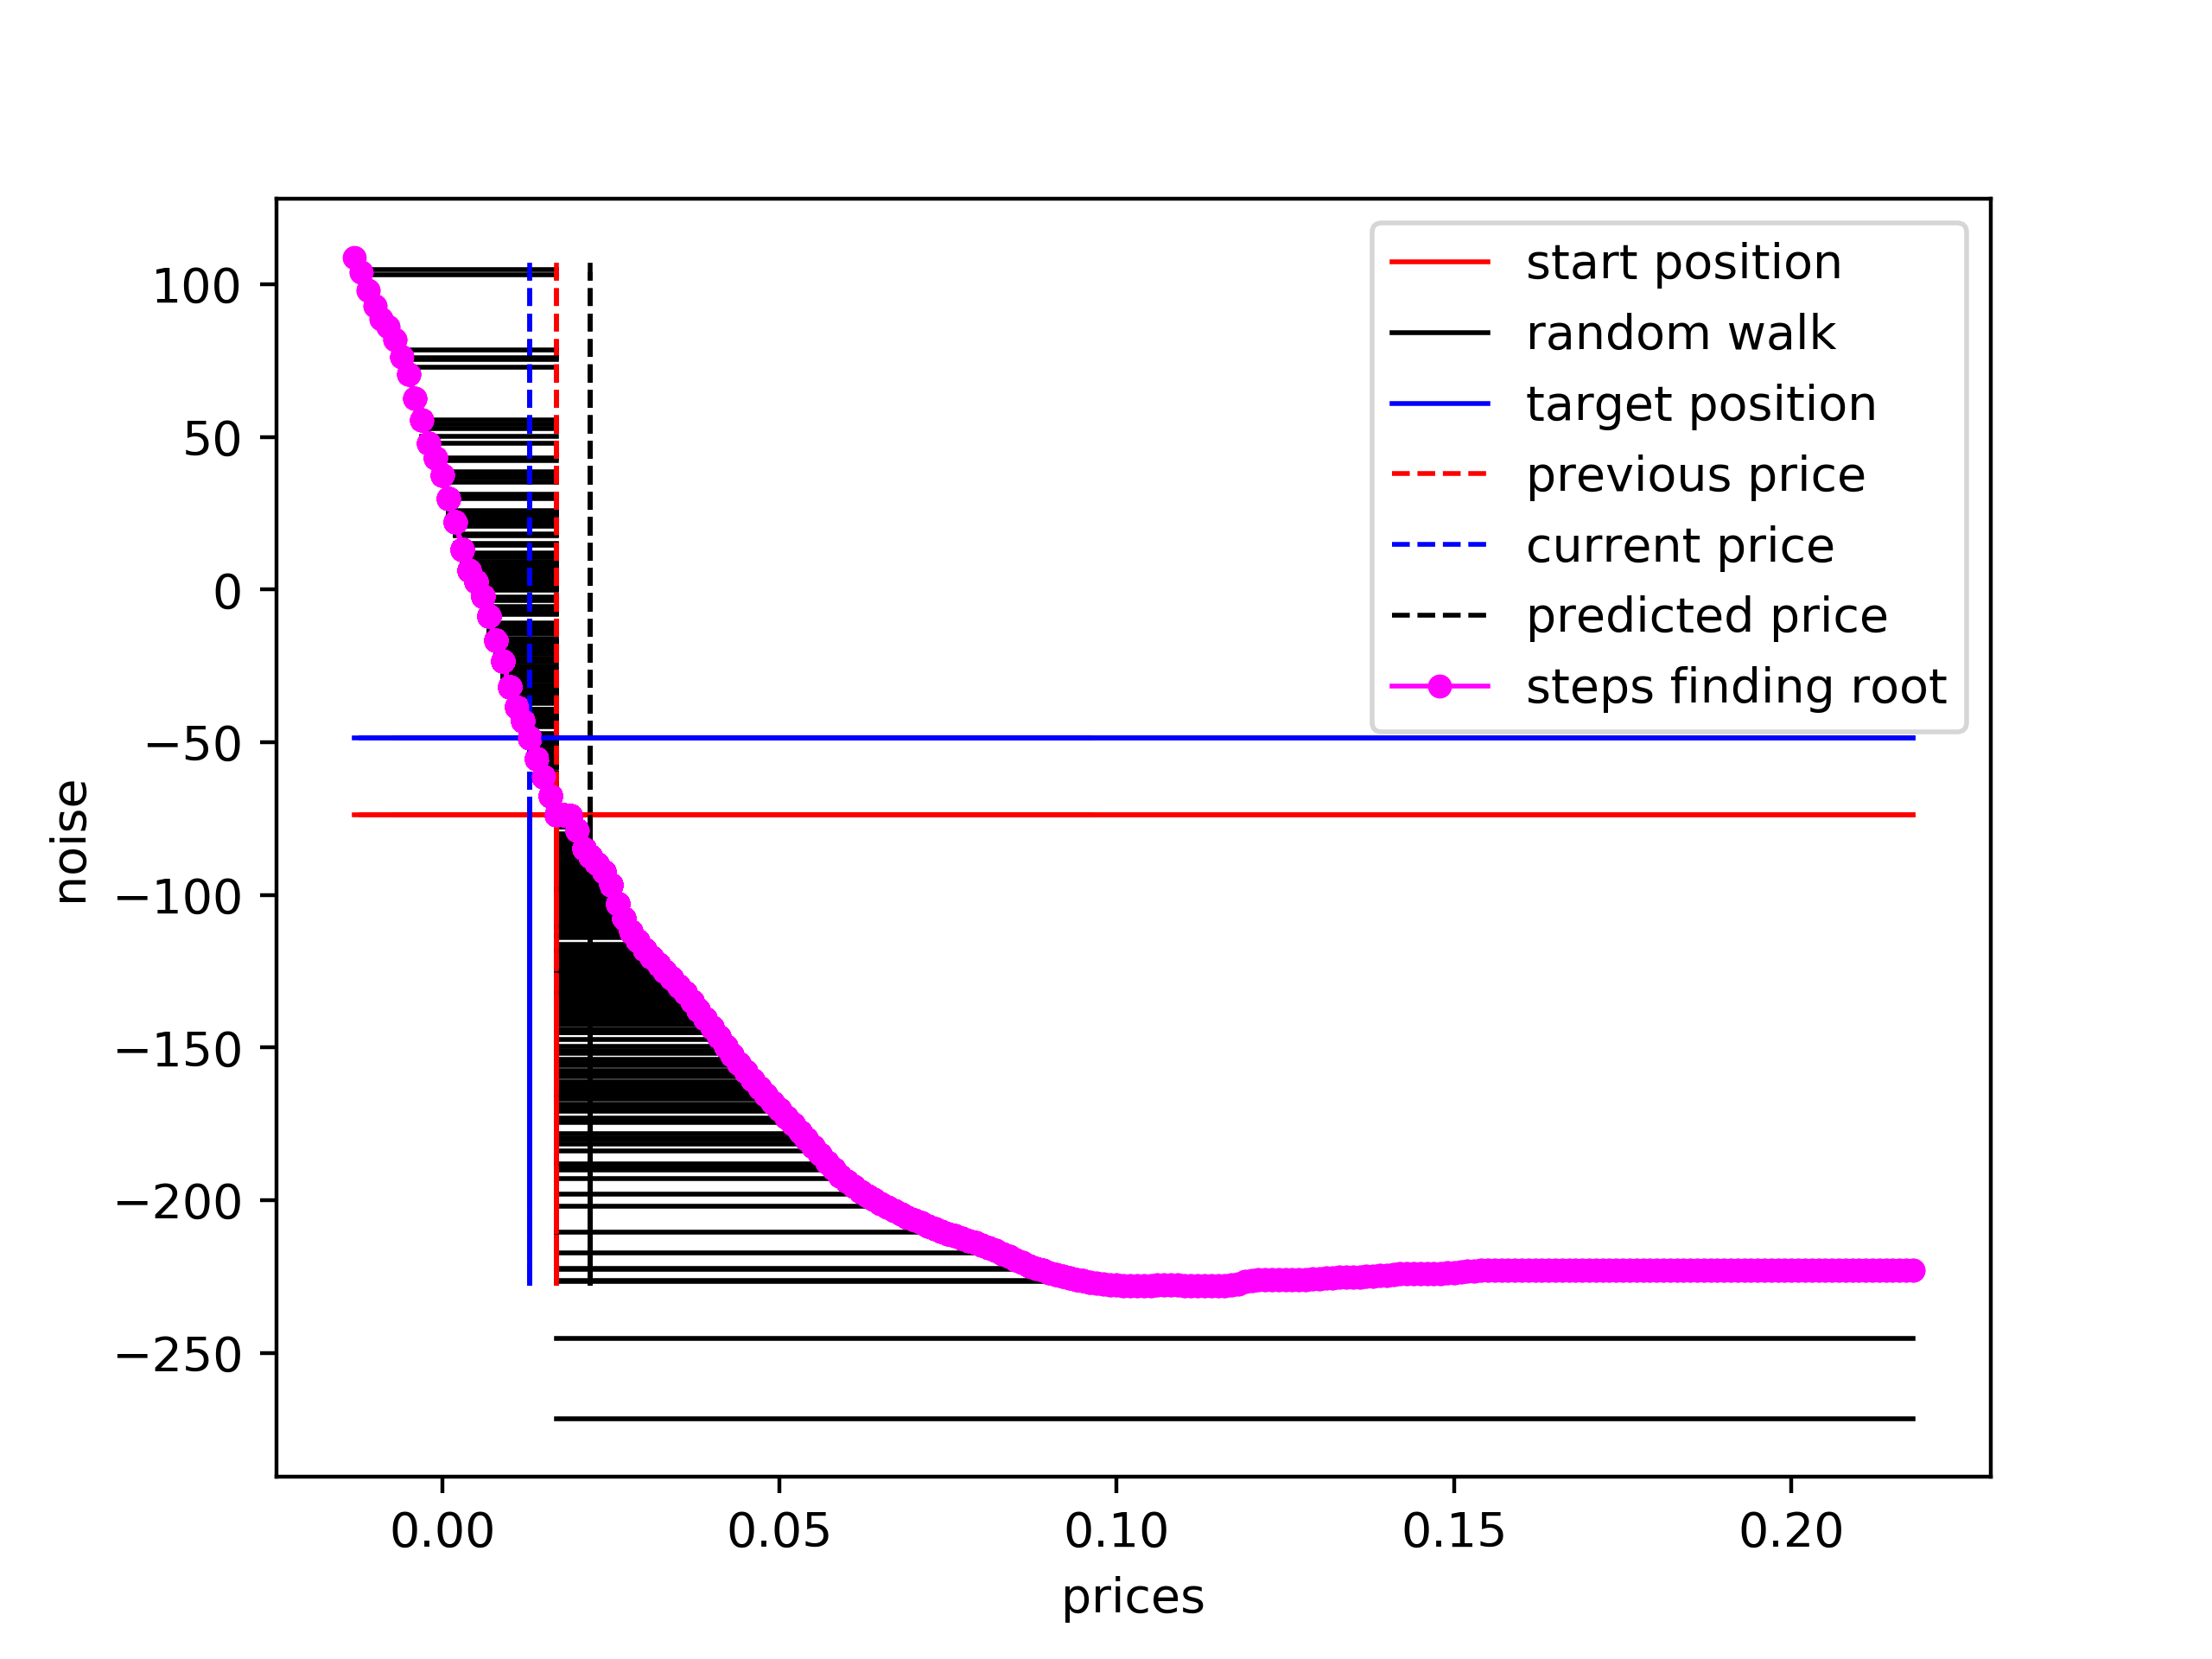 start position
random walk
target position
previous price
current price
predicted price
steps finding root
100
50
0
−50
−100
−150
−200
−250
noise
0.00 0.05 0.10 0.15 0.20
prices